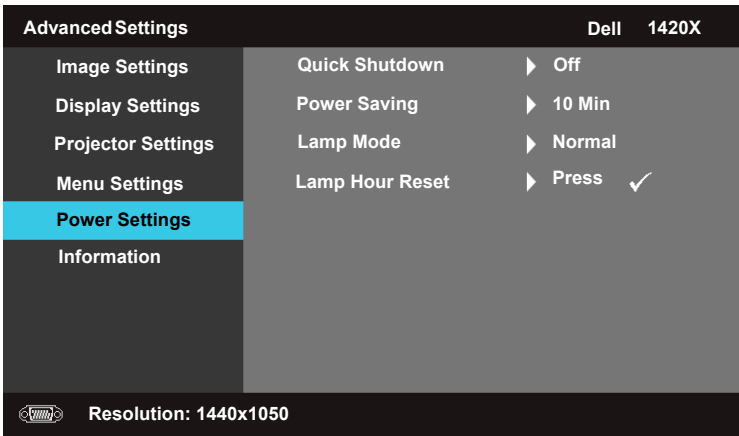 Advanced Settings Dell 1420X
Image Settings Quick Shutdown Off
Display Settings Power Saving 10 Min
Projector Settings Lamp Mode Normal
Menu Settings Lamp Hour Reset Press
Power Settings
Information
Resolution: 1440x1050